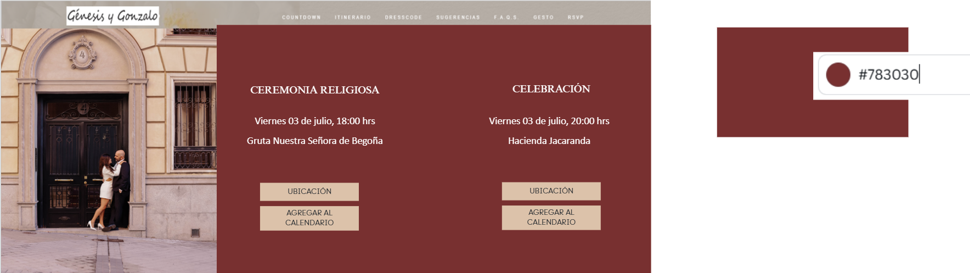 Génesis y Gonzalo
COUNTDOWN ITINERARIO DRESSCODE SUGERENCIAS F.A.Q.S. GESTO RSVP
4
CEREMONIA RELIGIOSA
Viernes 03 de julio, 18:00 hrs
Gruta Nuestra Señora de Begoña
UBICACIÓN
AGREGAR AL
CALENDARIO
CELEBRACIÓN
Viernes 03 de julio, 20:00 hrs
Hacienda Jacaranda
UBICACIÓN
AGREGAR AL
CALENDARIO
#783030